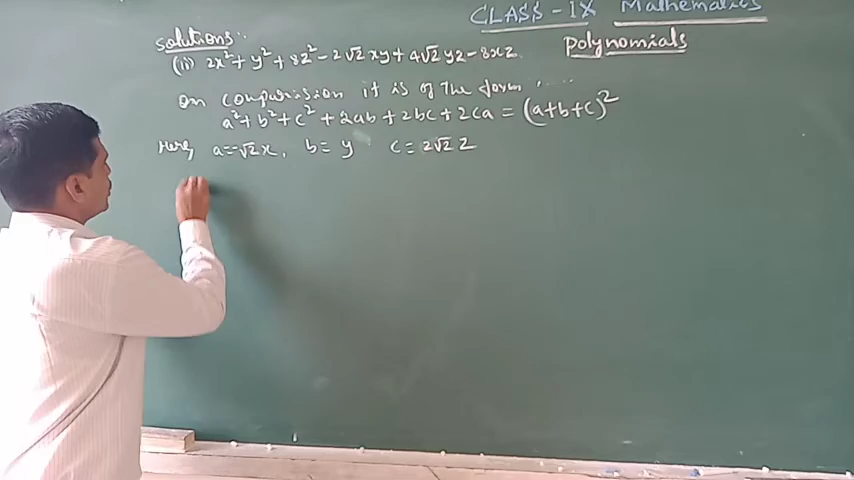 CLASS - IX Mathematics
Polynomials
Solutions:
(ii) 2x² + y² + 8z² - 2√2 xy + 4√2 yz - 8xz.
On comparision it is of the form .....
a² + b² + c² + 2ab + 2bc + 2ca = (a+b+c)²
Here, a = -√2x, b = y c = 2√2 z